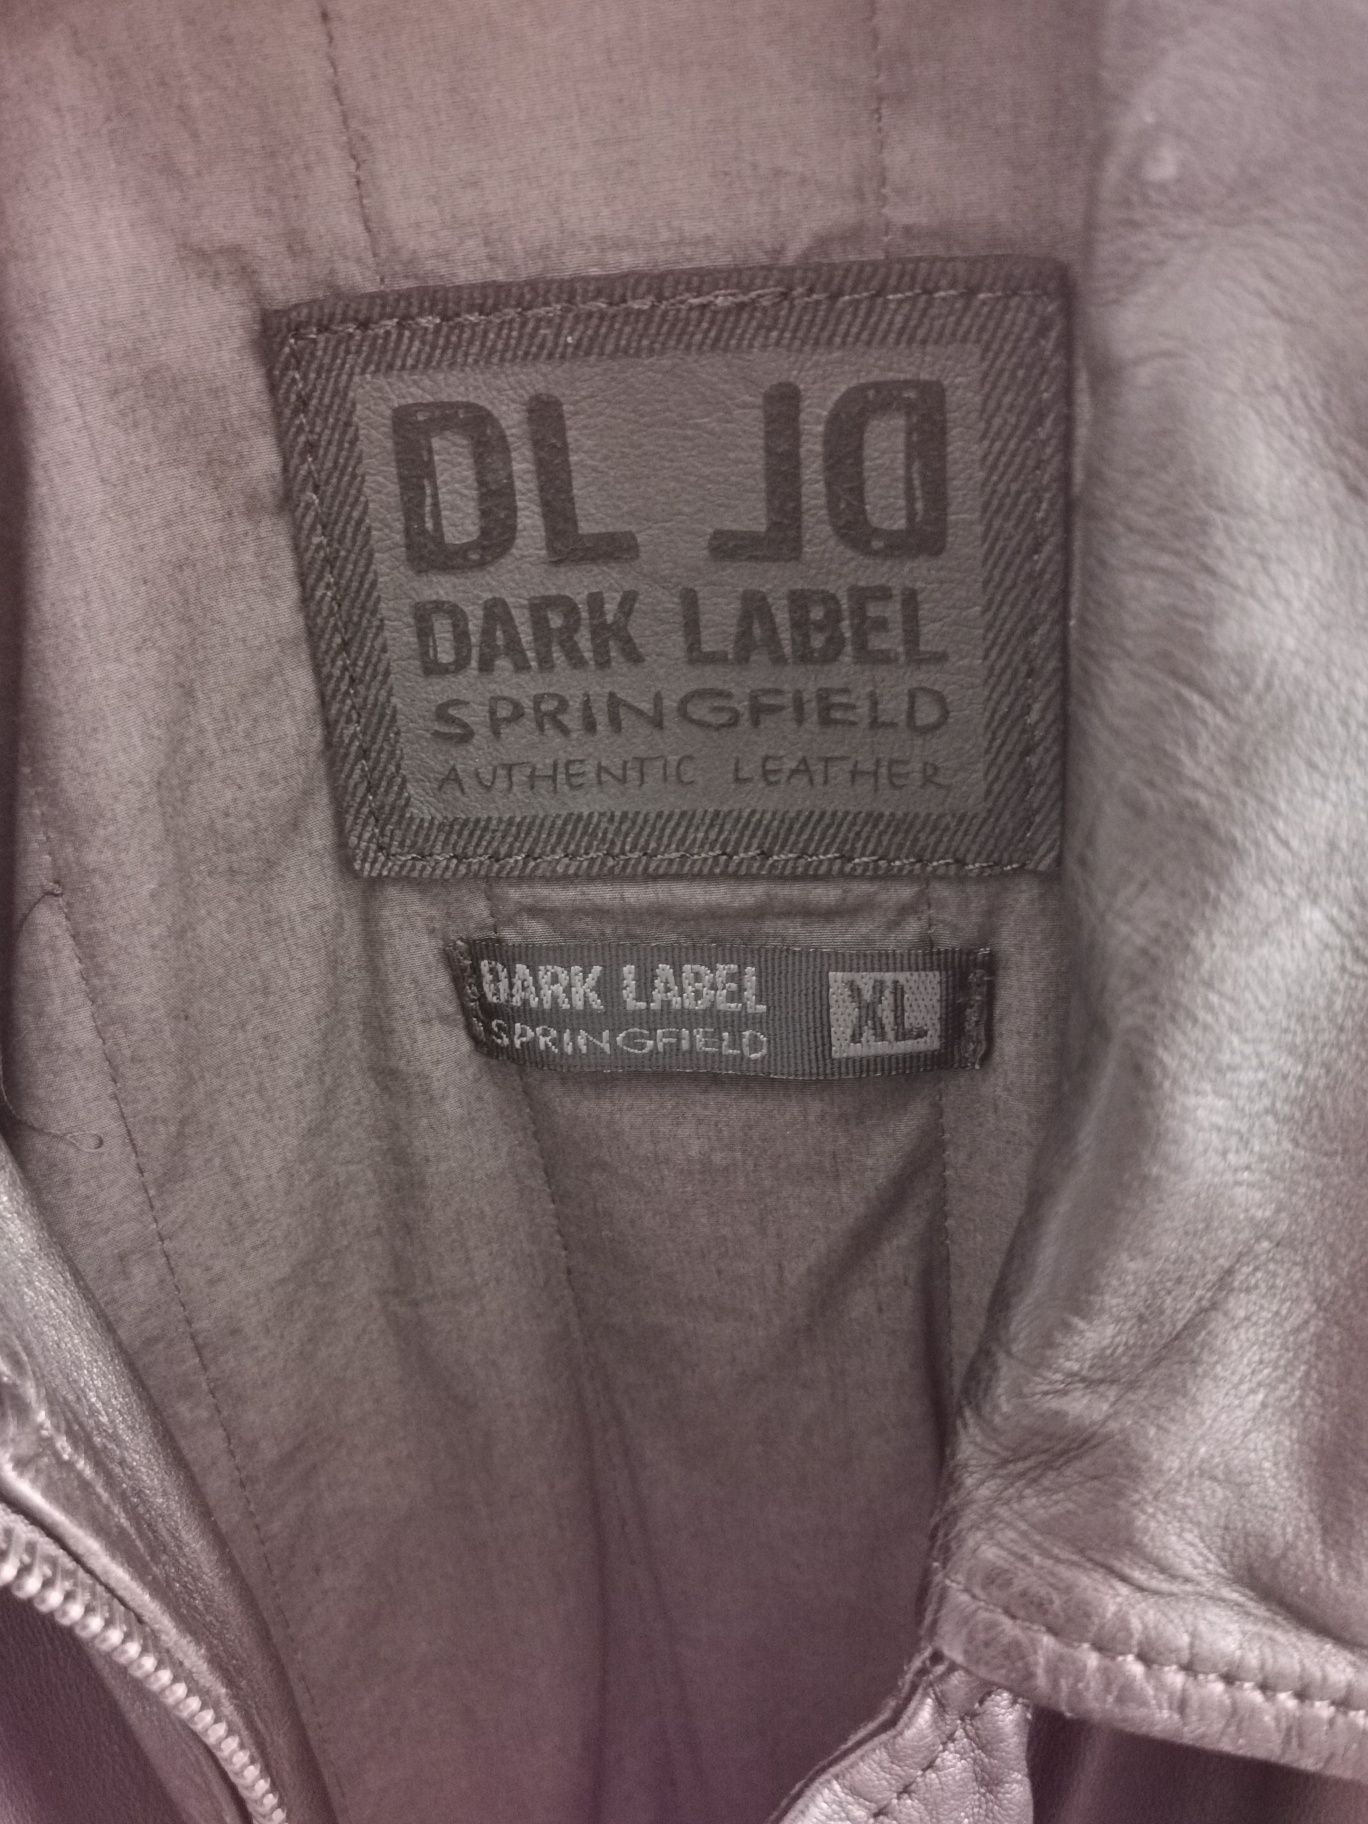 DL JD
DARK LABEL
SPRINGFIELD
AUTHENTIC LEATHER
DARK LABEL
SPRINGFIELD
XL